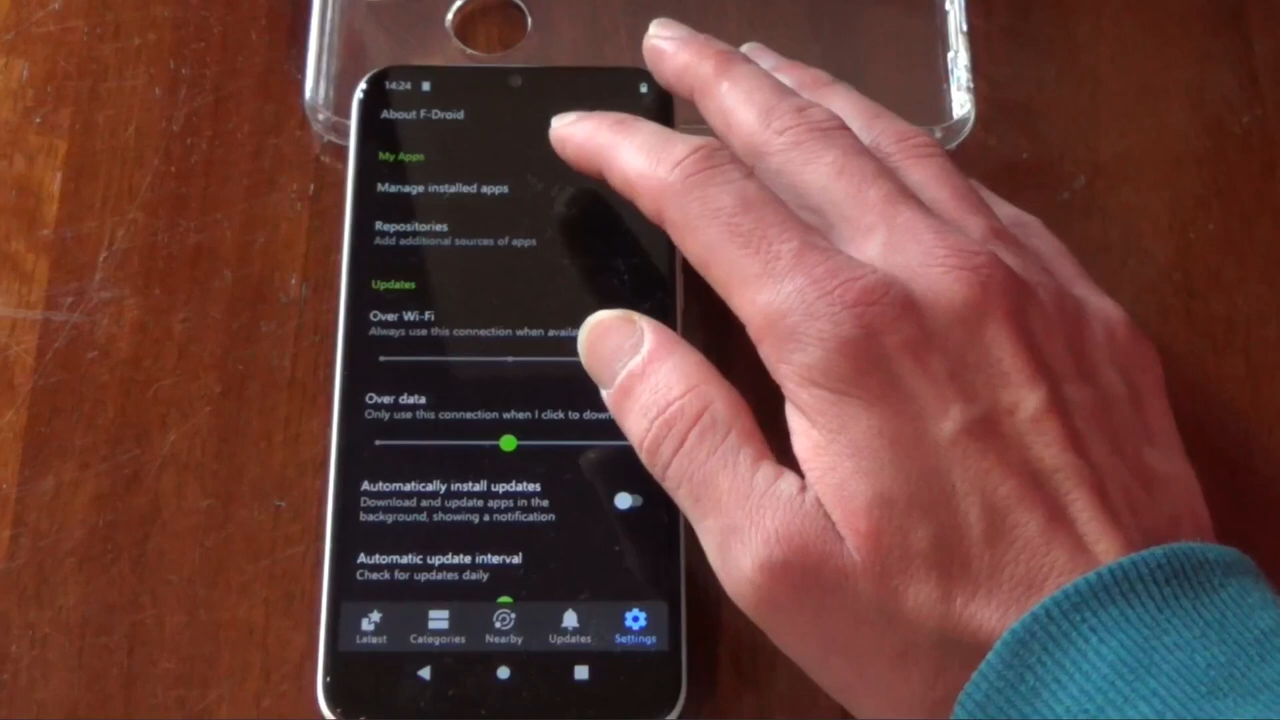 14:24
About F-Droid
My Apps
Manage installed apps
Repositories
Add additional sources of apps
Updates
Over Wi-Fi
Always use this connection when availa
Over data
Only use this connection when I click to down
Automatically install updates
Download and update apps in the
background, showing a notification
Automatic update interval
Check for updates daily
Latest Categories Nearby Updates Settings